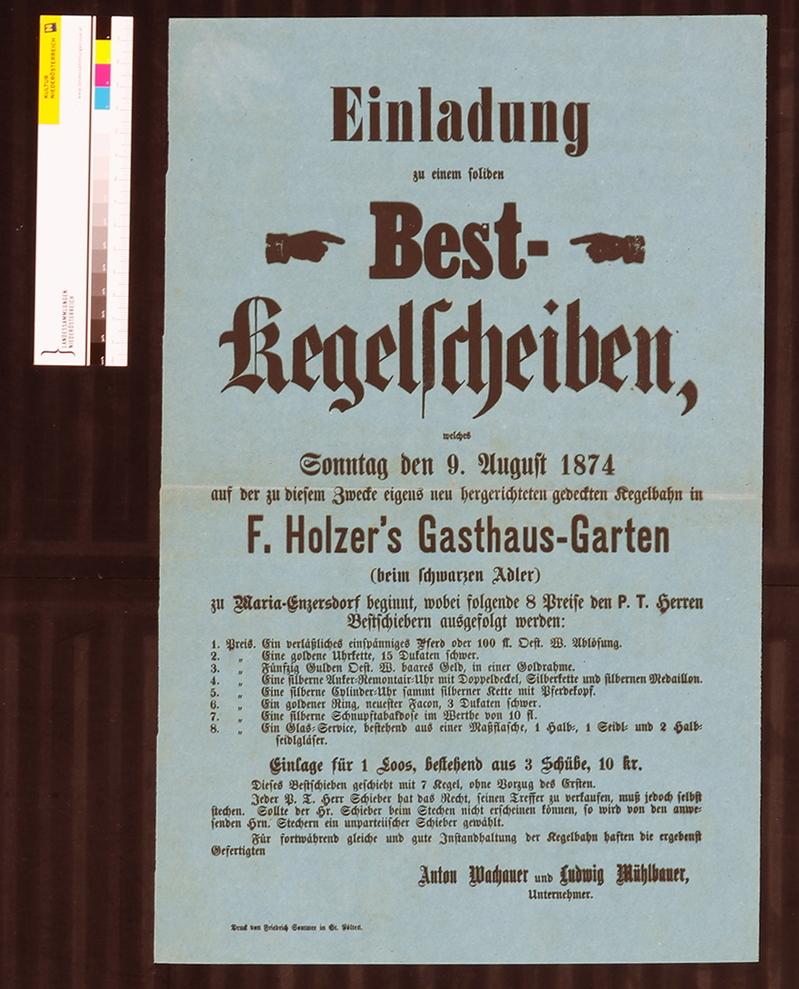 KULTUR
NIEDERÖSTERREICH
LANDESSAMMLUNGEN
NIEDERÖSTERREICH
Einladung
zu einem soliden
Best-
Kegelscheiben,
welches
Sonntag den 9. August 1874
auf der zu diesem Zwecke eigens neu hergerichteten gedeckten Kegelbahn in
F. Holzer's Gasthaus-Garten
(beim schwarzen Adler)
zu Maria-Enzersdorf beginnt, wobei folgende 8 Preise den P. T. Herren
Bestschiebern ausgefolgt werden:
1. Preis. Ein verläßliches einspänniges Pferd oder 100 fl. Oest. W. Ablösung.
2. „ Eine goldene Uhrkette, 15 Dukaten schwer.
3. „ Fünfzig Gulden Oest. W. baares Geld, in einer Goldrahme.
4. „ Eine silberne Anker-Remontair-Uhr mit Doppeldeckel, Silberkette und silbernen Medaillon.
5. „ Eine silberne Cylinder-Uhr sammt silberner Kette mit Pferdekopf.
6. „ Ein goldener Ring, neuester Facon, 3 Dukaten schwer.
7. „ Eine silberne Schnupftabakdose im Werthe von 10 fl.
8. „ Ein Glas-Service, bestehend aus einer Maßflasche, 1 Halb-, 1 Seidl- und 2 Halb-
seidlgläser.
Einlage für 1 Loos, bestehend aus 3 Schübe, 10 kr.
Dieses Bestschieben geschieht mit 7 Kegel, ohne Vorzug des Ersten.
Jeder P. T. Herr Schieber hat das Recht, seinen Treffer zu verkaufen, muß jedoch selbst
stechen. Sollte der Hr. Schieber beim Stechen nicht erscheinen können, so wird von den anwe-
senden Hrn. Stechern ein unparteiischer Schieber gewählt.
Für fortwährend gleiche und gute Instandhaltung der Kegelbahn haften die ergebenst
Gefertigten
Anton Wachauer und Ludwig Mühlbauer,
Unternehmer.
Druck von Friedrich Sommer in St. Pölten.